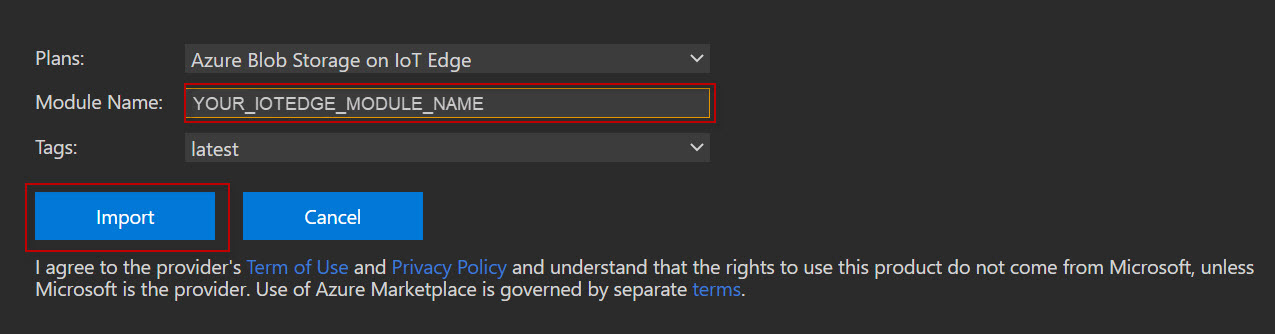 Plans: Azure Blob Storage on IoT Edge
Module Name: YOUR_IOTEDGE_MODULE_NAME
Tags: latest
Import Cancel
I agree to the provider's Term of Use and Privacy Policy and understand that the rights to use this product do not come from Microsoft, unless
Microsoft is the provider. Use of Azure Marketplace is governed by separate terms.